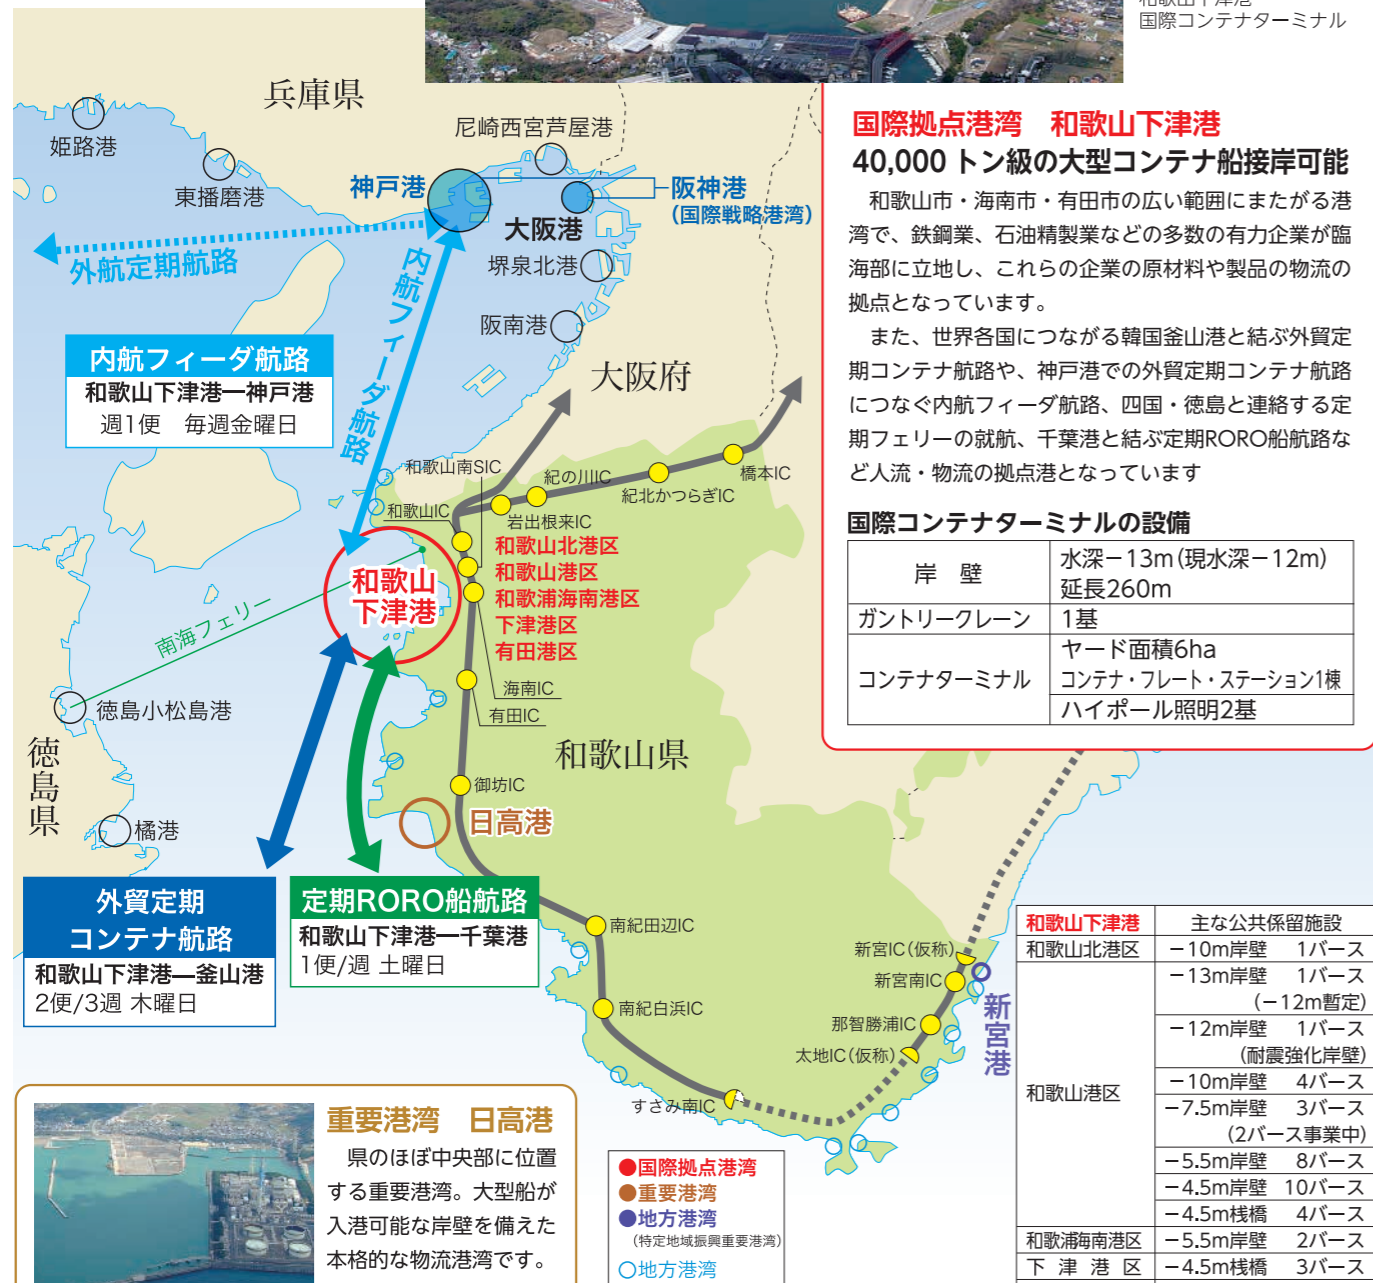 国際コンテナターミナル
兵庫県
姫路港
東播磨港
尼崎西宮芦屋港
神戸港
阪神港
(国際戦略港湾)
大阪港
堺泉北港
阪南港
外航定期航路
内航フィーダ航路
大阪府
内航フィーダ航路
和歌山下津港ー神戸港
週1便　毎週金曜日
国際拠点港湾　和歌山下津港
40,000トン級の大型コンテナ船接岸可能
和歌山市・海南市・有田市の広い範囲にまたがる港
湾で、鉄鋼業、石油精製業などの多数の有力企業が臨
海部に立地し、これらの企業の原材料や製品の物流の
拠点となっています。
また、世界各国につながる韓国釜山港と結ぶ外貿定
期コンテナ航路や、神戸港での外貿定期コンテナ航路
につなぐ内航フィーダ航路、四国・徳島と連絡する定
期フェリーの就航、千葉港と結ぶ定期RORO船航路な
ど人流・物流の拠点港となっています
国際コンテナターミナルの設備
岸　壁　水深－13m(現水深－12m)
延長260m
ガントリークレーン　1基
コンテナターミナル　ヤード面積6ha
コンテナ・フレート・ステーション1棟
ハイポール照明2基
和歌山南SIC
和歌山IC
紀の川IC
岩出根来IC
紀北かつらぎIC
橋本IC
和歌山北港区
和歌山港区
和歌浦海南港区
下津港区
有田港区
和歌山
下津港
南海フェリー
海南IC
有田IC
徳島小松島港
徳島県
橘港
和歌山県
御坊IC
日高港
外貿定期
コンテナ航路
和歌山下津港ー釜山港
2便/3週 木曜日
定期RORO船航路
和歌山下津港ー千葉港
1便/週 土曜日
南紀田辺IC
南紀白浜IC
すさみ南IC
新宮IC(仮称)
新宮南IC
那智勝浦IC
太地IC(仮称)
新宮港
重要港湾　日高港
県のほぼ中央部に位置
する重要港湾。大型船が
入港可能な岸壁を備えた
本格的な物流港湾です。
●国際拠点港湾
●重要港湾
●地方港湾
(特定地域振興重要港湾)
○地方港湾
和歌山下津港　主な公共係留施設
和歌山北港区　－10m岸壁　1バース
和歌山港区　－13m岸壁　1バース
(－12m暫定)
－12m岸壁　1バース
(耐震強化岸壁)
－10m岸壁　4バース
－7.5m岸壁　3バース
(2バース事業中)
－5.5m岸壁　8バース
－4.5m岸壁　10バース
－4.5m桟橋　4バース
和歌浦海南港区　－5.5m岸壁　2バース
下津港区　－4.5m桟橋　3バース